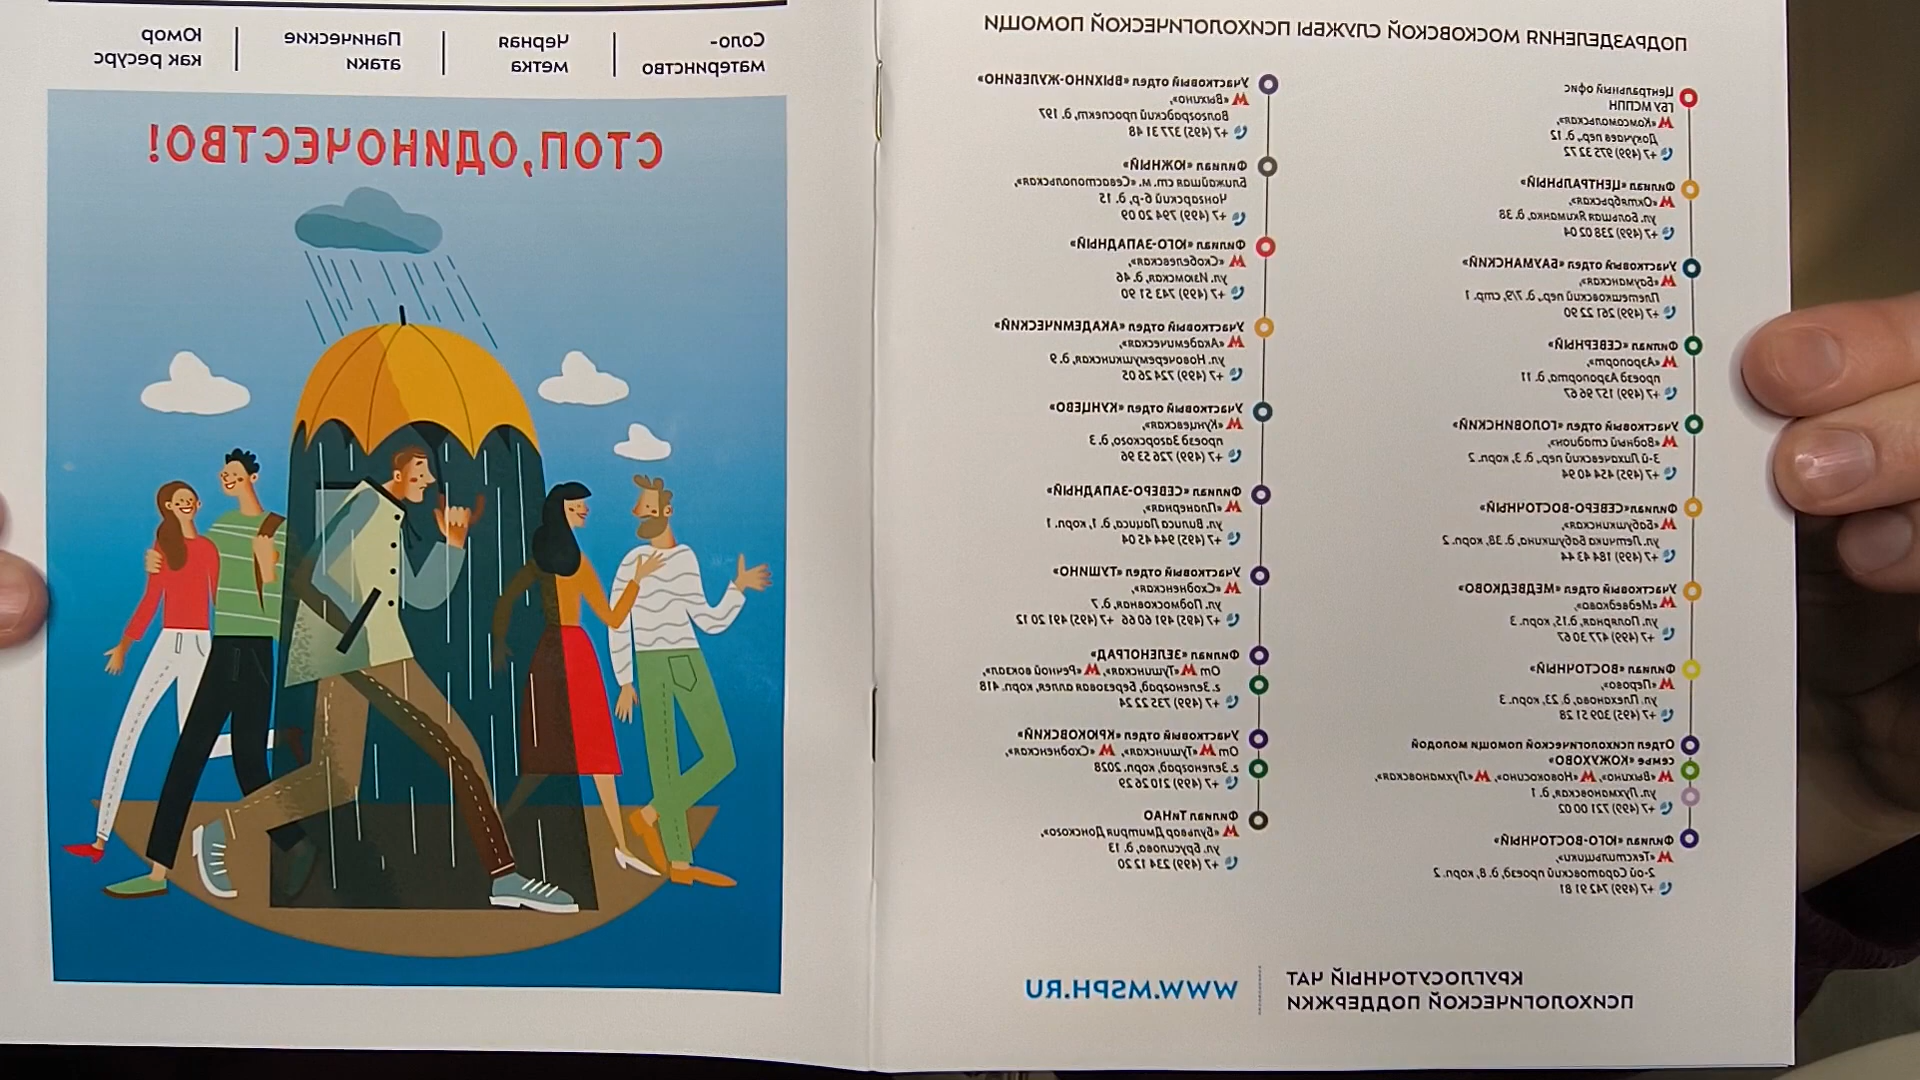 ПОДРАЗДЕЛЕНИЯ МОСКОВСКОЙ СЛУЖБЫ ПСИХОЛОГИЧЕСКОЙ ПОМОЩИ
Центральный офис
ГБУ МСППН
«Комсомольская»,
Докучаев пер., д. 12
+7 (499) 975 32 72
Филиал «ЦЕНТРАЛЬНЫЙ»
«Октябрьская»,
ул. Большая Якиманка, д. 38
+7 (499) 238 02 04
Участковый отдел «БАУМАНСКИЙ»
«Бауманская»,
Плетешковский пер., д. 7/9, стр. 1
+7 (499) 261 22 90
Филиал «СЕВЕРНЫЙ»
«Аэропорт»,
проезд Аэропорта, д. 11
+7 (499) 157 96 67
Участковый отдел «ГОЛОВИНСКИЙ»
«Водный стадион»,
3-й Лихачевский пер., д. 3, корп. 2
+7 (495) 454 40 94
Филиал «СЕВЕРО-ВОСТОЧНЫЙ»
«Бабушкинская»,
ул. Летчика Бабушкина, д. 38, корп. 2
+7 (499) 184 43 44
Участковый отдел «МЕДВЕДКОВО»
«Медведково»,
ул. Полярная, д.15, корп. 3
+7 (499) 477 30 67
Филиал «ВОСТОЧНЫЙ»
«Перово»,
ул. Плеханова, д. 23, корп. 3
+7 (495) 309 51 28
Отдел психологической помощи молодой
семье «КОЖУХОВО»
«Выхино», «Новокосино», «Лухмановская»,
ул. Лухмановская, д. 1
+7 (499) 721 00 02
Филиал «ЮГО-ВОСТОЧНЫЙ»
«Текстильщики»,
2-ой Саратовский проезд, д. 8, корп. 2
+7 (499) 742 91 81
Участковый отдел «ВЫХИНО-ЖУЛЕБИНО»
«Выхино»,
Волгоградский проспект, д. 197
+7 (495) 377 31 48
Филиал «ЮЖНЫЙ»
Ближайшая ст. м. «Севастопольская»,
Чонгарский б-р, д. 15
+7 (499) 794 20 09
Филиал «ЮГО-ЗАПАДНЫЙ»
«Скобелевская»,
ул. Изюмская, д. 46
+7 (499) 743 51 90
Участковый отдел «АКАДЕМИЧЕСКИЙ»
«Академическая»,
ул. Новочеремушкинская, д. 9
+7 (499) 724 26 05
Участковый отдел «КУНЦЕВО»
«Кунцевская»,
проезд Загорского, д. 3
+7 (499) 726 53 96
Филиал «СЕВЕРО-ЗАПАДНЫЙ»
«Планерная»,
ул. Вилиса Лациса, д. 1, корп. 1
+7 (495) 944 45 04
Участковый отдел «ТУШИНО»
«Сходненская»,
ул. Подмосковная, д. 7
+7 (495) 491 60 66 +7 (495) 491 20 12
Филиал «ЗЕЛЕНОГРАД»
От «Тушинская», «Речной вокзал»,
г. Зеленоград, Березовая аллея, корп. 418
+7 (499) 735 22 24
Участковый отдел «КРЮКОВСКИЙ»
От «Тушинская», «Сходненская»,
г. Зеленоград, корп. 2028
+7 (499) 210 26 29
Филиал ТиНАО
«Бульвар Дмитрия Донского»,
ул. Брусилова, д. 13
+7 (499) 234 12 20
КРУГЛОСУТОЧНЫЙ ЧАТ
ПСИХОЛОГИЧЕСКОЙ ПОДДЕРЖКИ
WWW.MSPH.RU
Соло-
материнство
Черная
метка
Панические
атаки
Юмор
как ресурс
СТОП, ОДИНОЧЕСТВО!